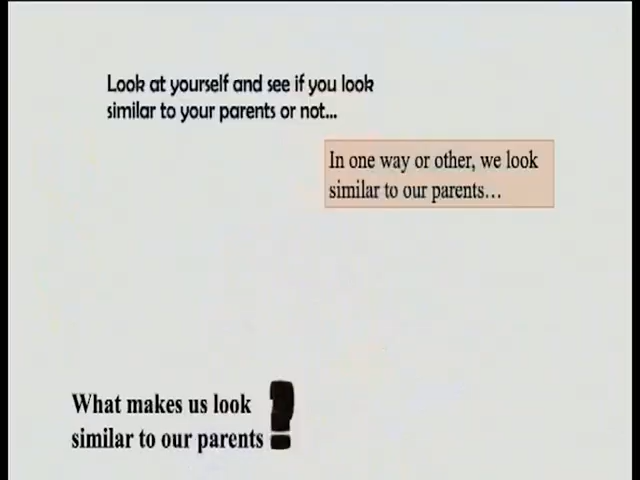 Look at yourself and see if you look
similar to your parents or not...
In one way or other, we look
similar to our parents...
What makes us look
similar to our parents ?